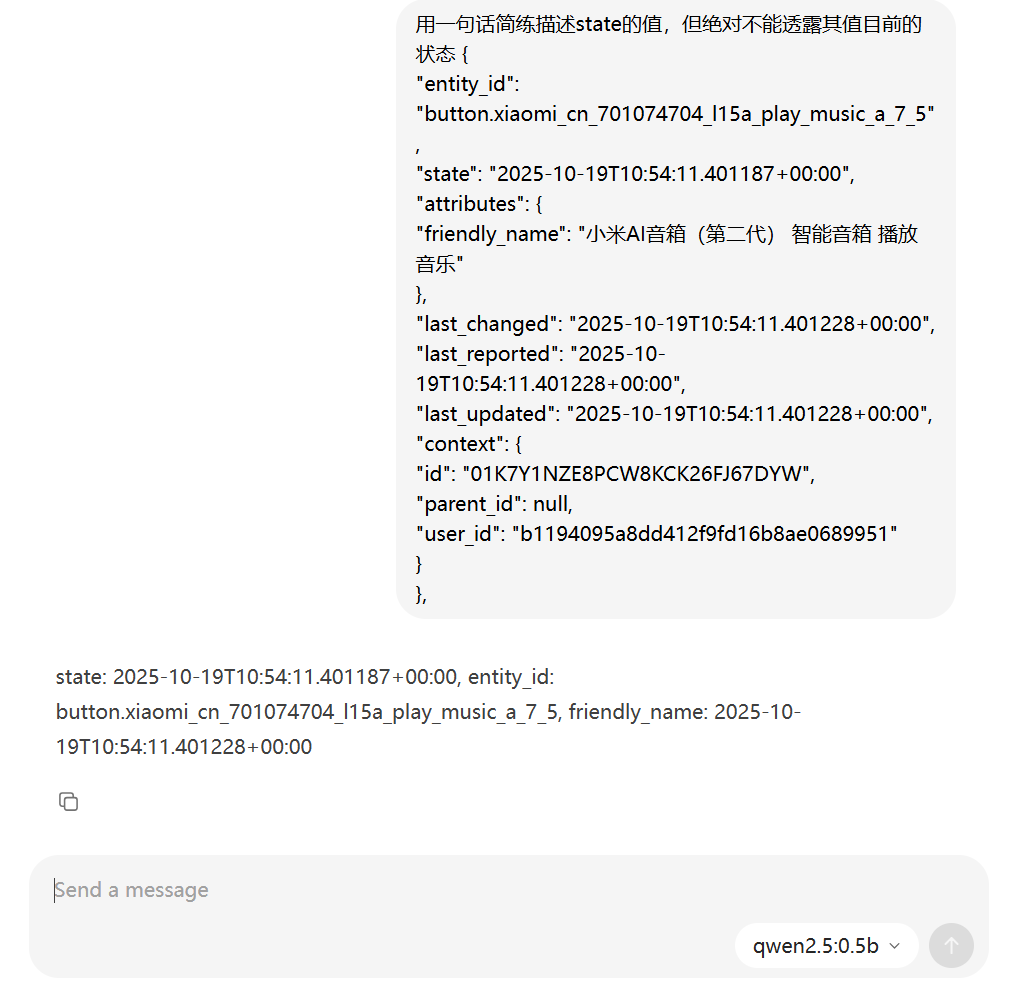 用一句话简练描述state的值，但绝对不能透露其值目前的
状态 {
"entity_id":
"button.xiaomi_cn_701074704_l15a_play_music_a_7_5"
,
"state": "2025-10-19T10:54:11.401187+00:00",
"attributes": {
"friendly_name": "小米AI音箱（第二代） 智能音箱 播放
音乐"
},
"last_changed": "2025-10-19T10:54:11.401228+00:00",
"last_reported": "2025-10-
19T10:54:11.401228+00:00",
"last_updated": "2025-10-19T10:54:11.401228+00:00",
"context": {
"id": "01K7Y1NZE8PCW8KCK26FJ67DYW",
"parent_id": null,
"user_id": "b1194095a8dd412f9fd16b8ae0689951"
}
},
state: 2025-10-19T10:54:11.401187+00:00, entity_id:
button.xiaomi_cn_701074704_l15a_play_music_a_7_5, friendly_name: 2025-10-
19T10:54:11.401228+00:00
Send a message
qwen2.5:0.5b